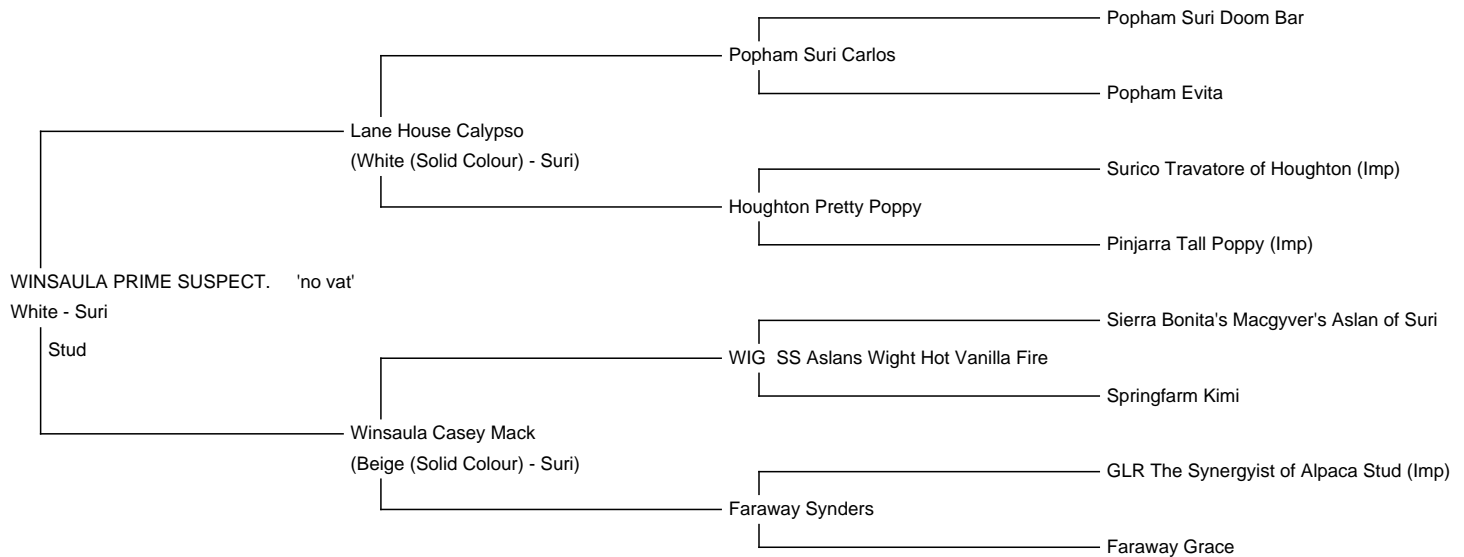 Popham Suri Doom Bar
Popham Suri Carlos
Popham Evita
Lane House Calypso
(White (Solid Colour) - Suri)
Surico Travatore of Houghton (Imp)
Houghton Pretty Poppy
Pinjarra Tall Poppy (Imp)
WINSAULA PRIME SUSPECT. 'no vat'
White - Suri
Stud
Sierra Bonita's Macgyver's Aslan of Suri
WIG SS Aslans Wight Hot Vanilla Fire
Springfarm Kimi
Winsaula Casey Mack
(Beige (Solid Colour) - Suri)
GLR The Synergyist of Alpaca Stud (Imp)
Faraway Synders
Faraway Grace